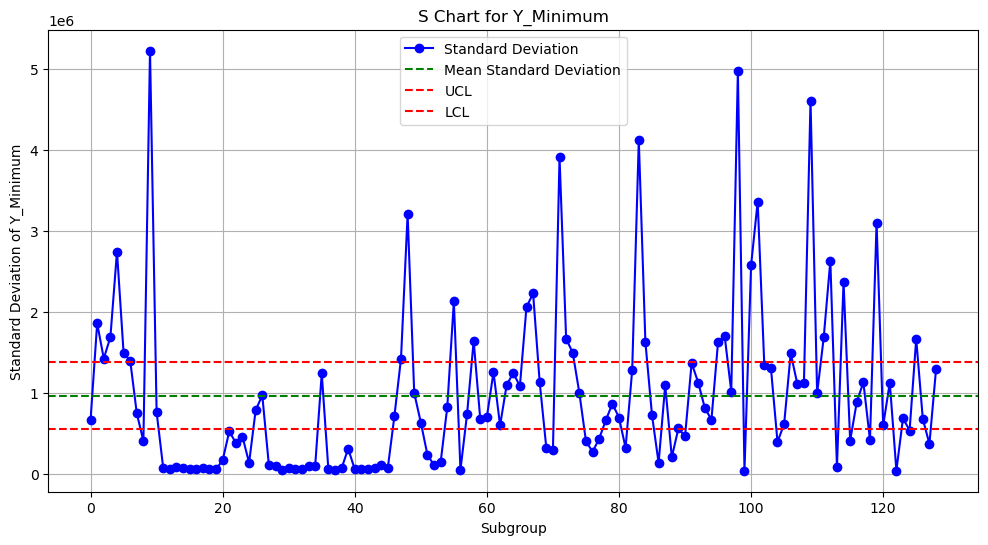 S Chart for Y_Minimum
1e6
Standard Deviation
Mean Standard Deviation
UCL
LCL
5
4
3
2
1
0
Standard Deviation of Y_Minimum
0 20 40 60 80 100 120
Subgroup